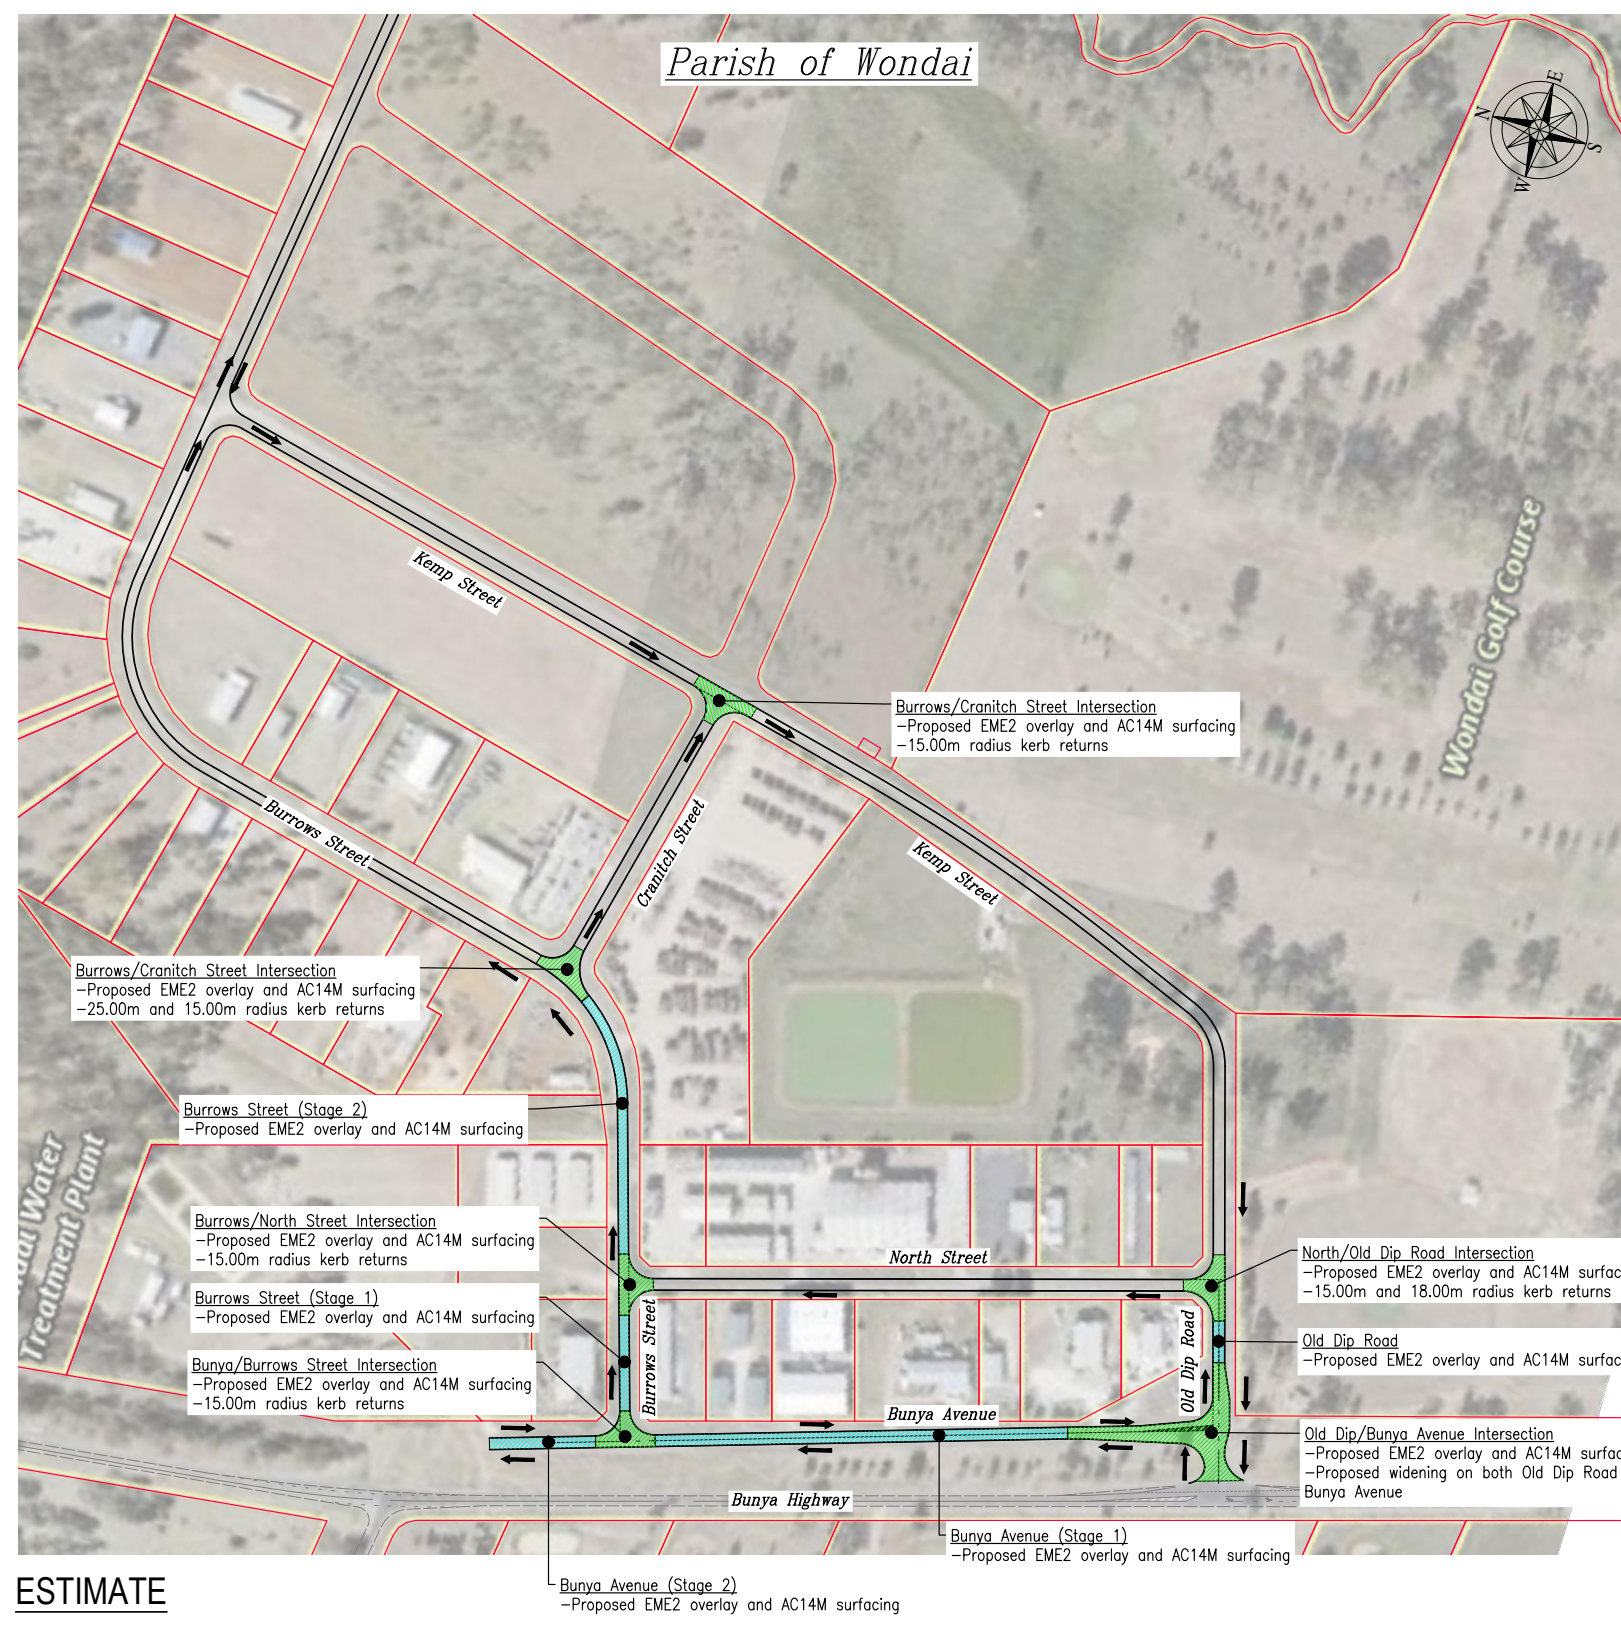 Parish of Wondai
E
N
S
W
Wondai Golf Course
Kemp Street
Burrows/Cranitch Street Intersection
-Proposed EME2 overlay and AC14M surfacing
-15.00m radius kerb returns
Burrows Street
Cranitch Street
Kemp Street
Burrows/Cranitch Street Intersection
-Proposed EME2 overlay and AC14M surfacing
-25.00m and 15.00m radius kerb returns
Burrows Street (Stage 2)
-Proposed EME2 overlay and AC14M surfacing
Water
Treatment Plant
Burrows/North Street Intersection
-Proposed EME2 overlay and AC14M surfacing
-15.00m radius kerb returns
North Street
North/Old Dip Road Intersection
-Proposed EME2 overlay and AC14M surfac
-15.00m and 18.00m radius kerb returns
Burrows Street (Stage 1)
-Proposed EME2 overlay and AC14M surfacing
Burrows Street
Old Dip Road
Old Dip Road
-Proposed EME2 overlay and AC14M surfac
Bunya/Burrows Street Intersection
-Proposed EME2 overlay and AC14M surfacing
-15.00m radius kerb returns
Bunya Avenue
Old Dip/Bunya Avenue Intersection
-Proposed EME2 overlay and AC14M surfac
-Proposed widening on both Old Dip Road
Bunya Avenue
Bunya Highway
Bunya Avenue (Stage 1)
-Proposed EME2 overlay and AC14M surfacing
Bunya Avenue (Stage 2)
-Proposed EME2 overlay and AC14M surfacing
ESTIMATE